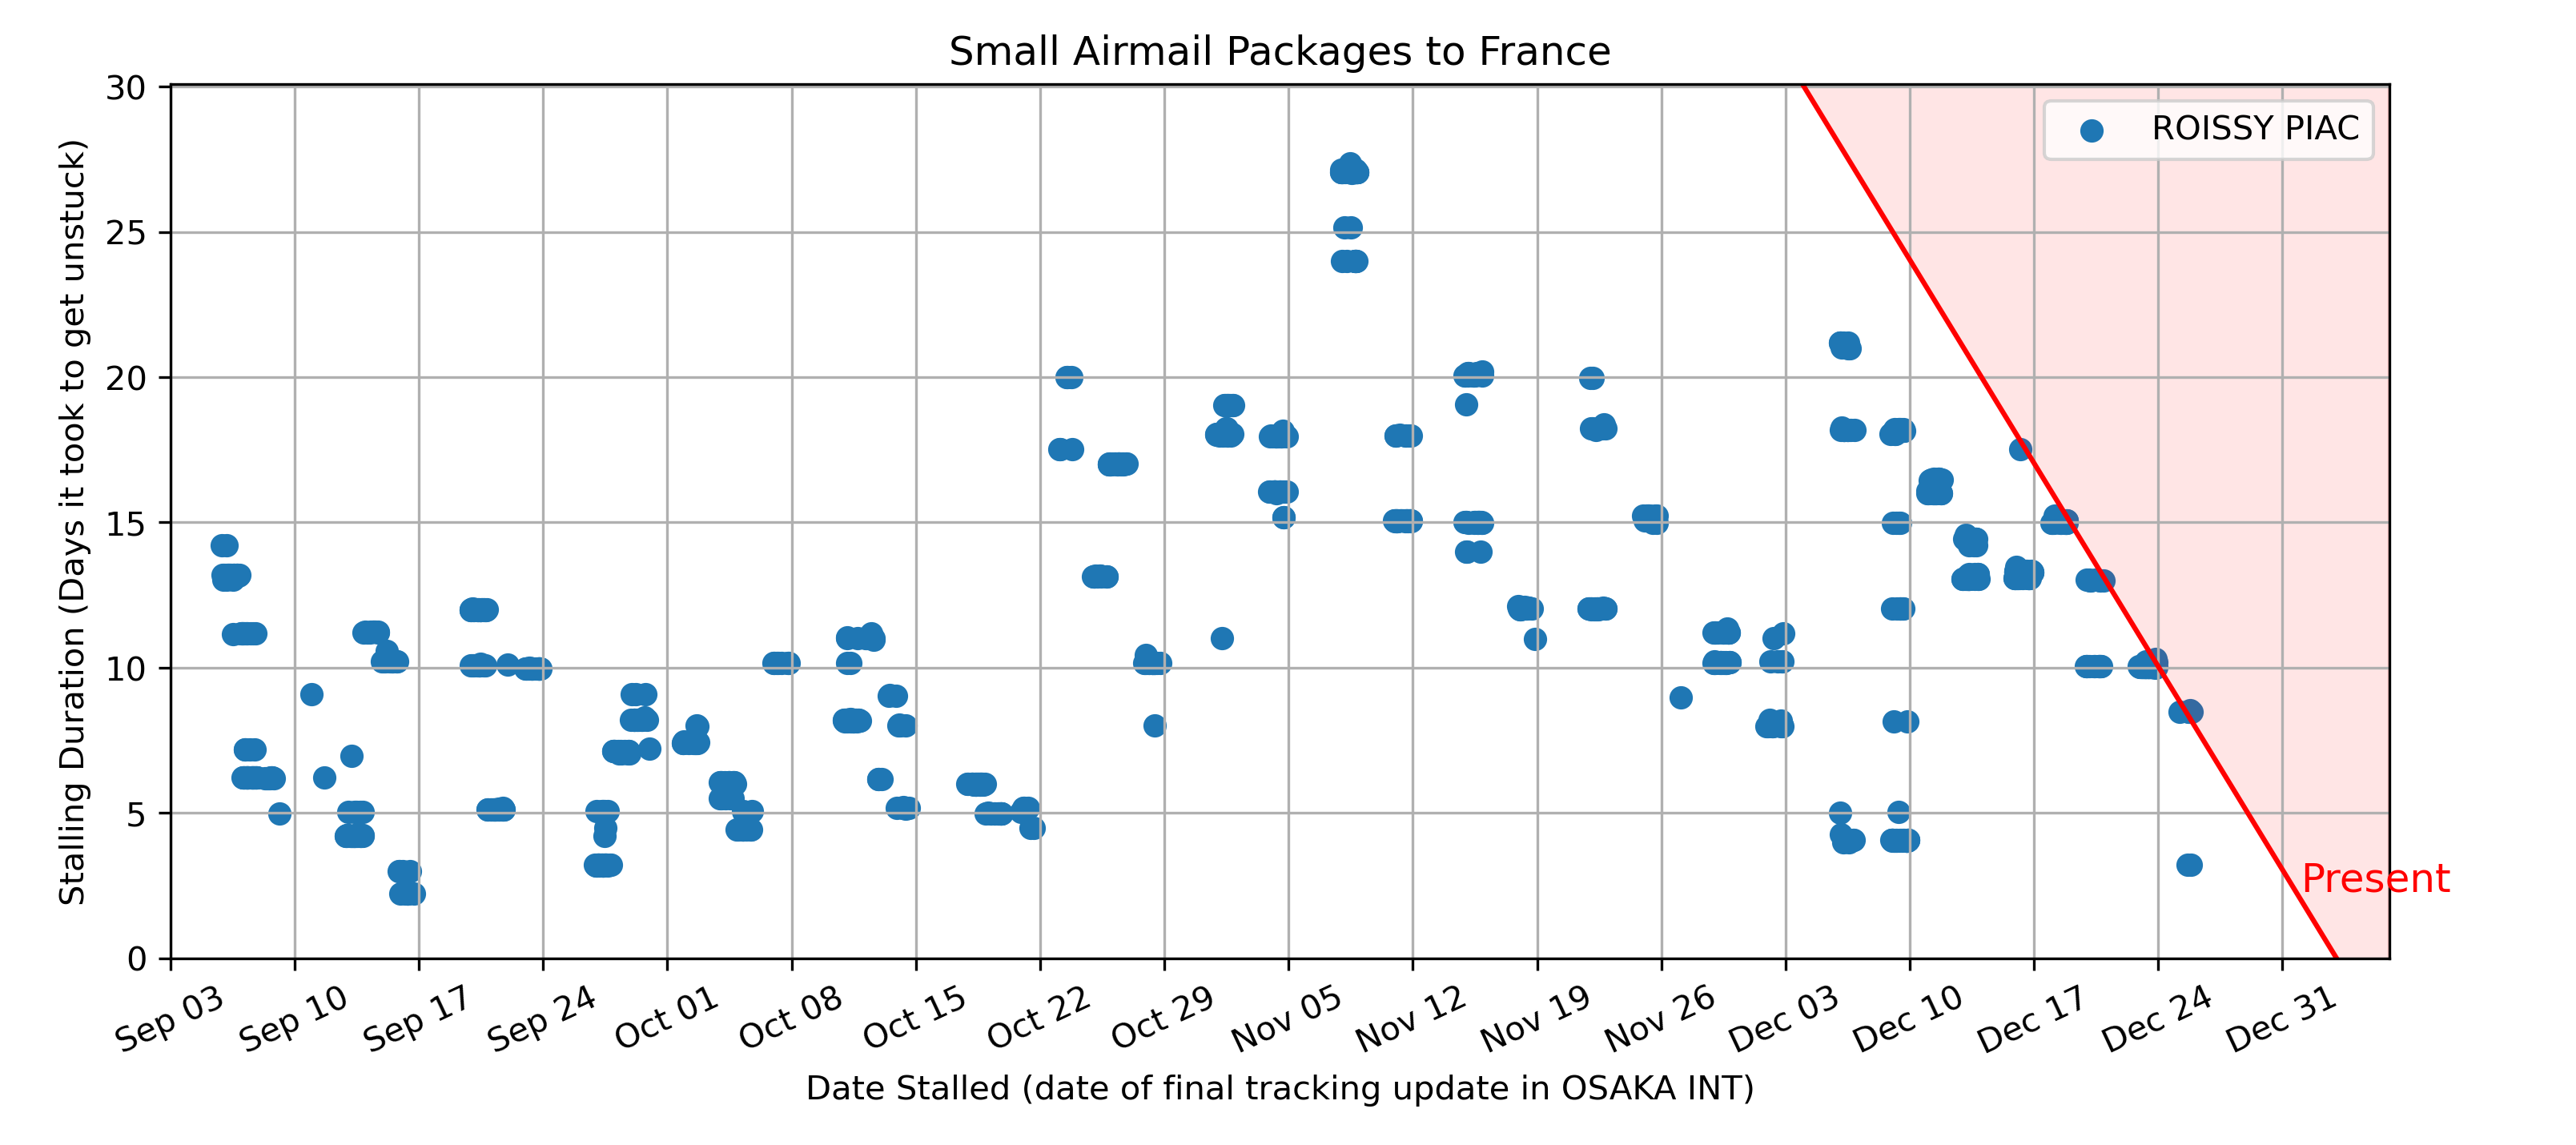 Small Airmail Packages to France
Stalling Duration (Days it took to get unstuck)
30
25
20
15
10
5
0
ROISSY PIAC
Present
Sep 03
Sep 10
Sep 17
Sep 24
Oct 01
Oct 08
Oct 15
Oct 22
Oct 29
Nov 05
Nov 12
Nov 19
Nov 26
Dec 03
Dec 10
Dec 17
Dec 24
Dec 31
Date Stalled (date of final tracking update in OSAKA INT)